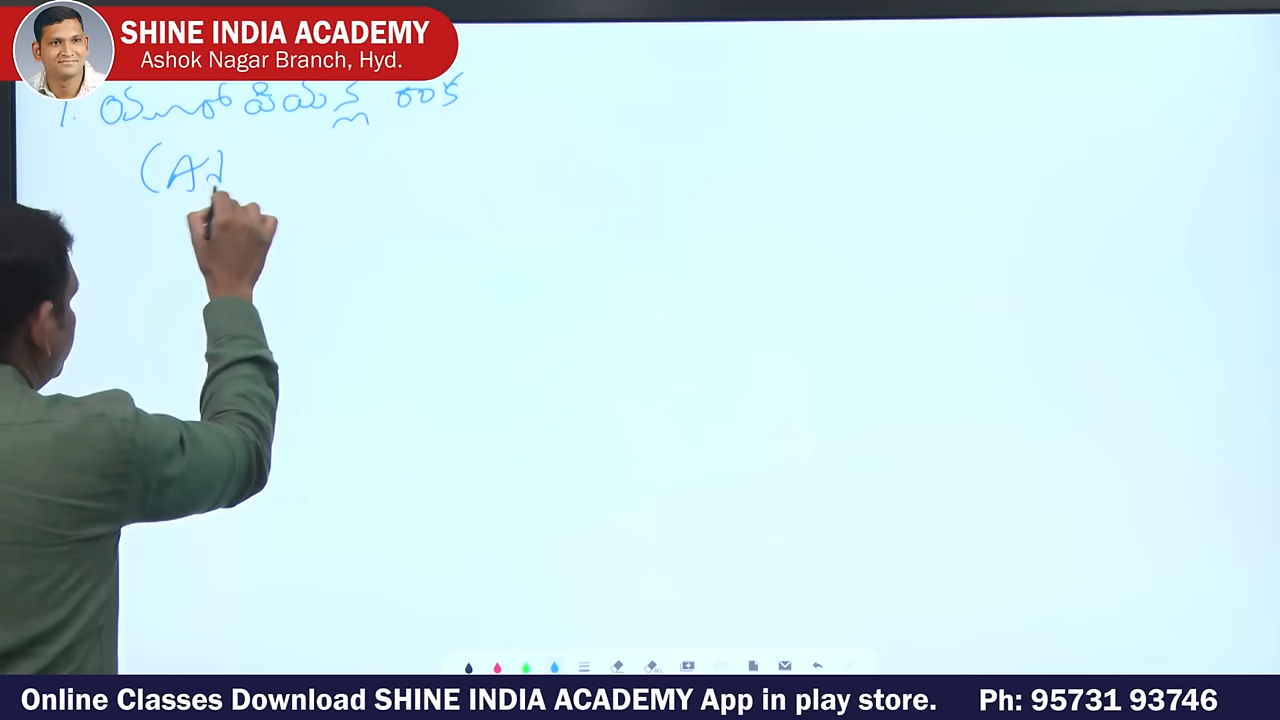 SHINE INDIA ACADEMY
Ashok Nagar Branch, Hyd.
1. యూరోపియన్ల రాక
(A
Online Classes Download SHINE INDIA ACADEMY App in play store. Ph: 95731 93746